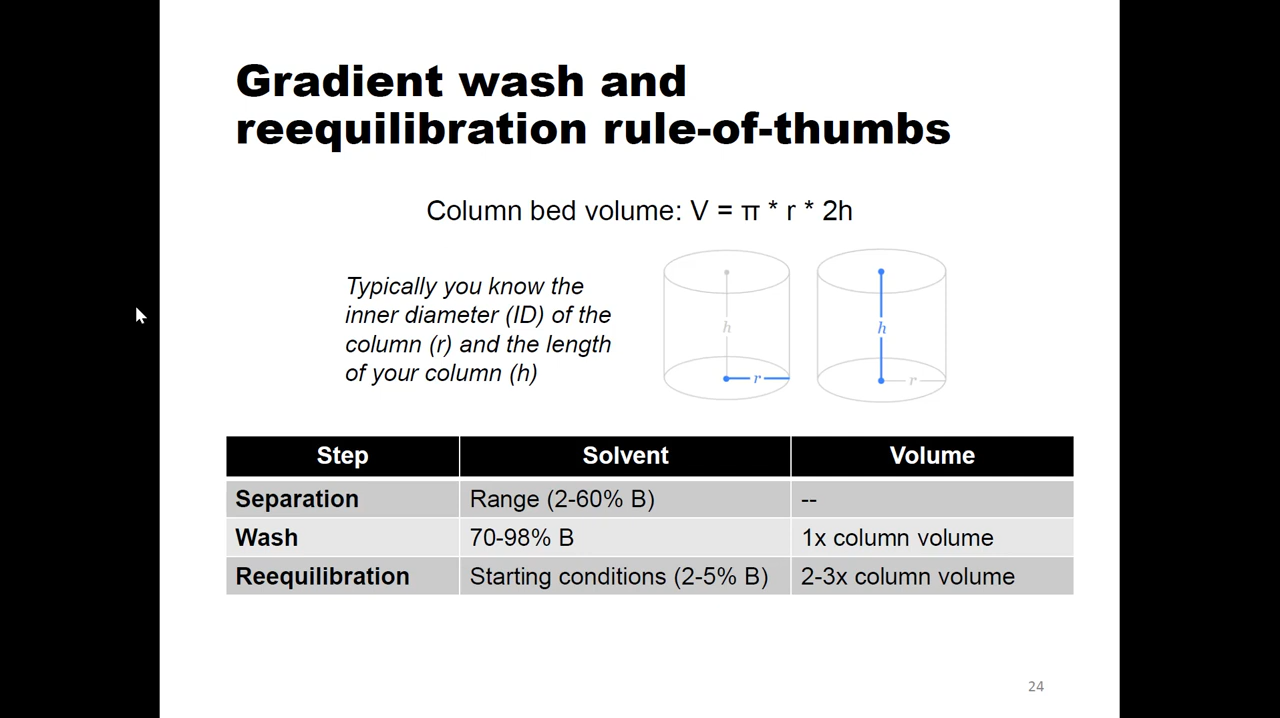 Gradient wash and
reequilibration rule-of-thumbs
Column bed volume: V = π * r * 2h
Typically you know the
inner diameter (ID) of the
column (r) and the length
of your column (h)
h
r
h
r
Step Solvent Volume
Separation Range (2-60% B) --
Wash 70-98% B 1x column volume
Reequilibration Starting conditions (2-5% B) 2-3x column volume
24